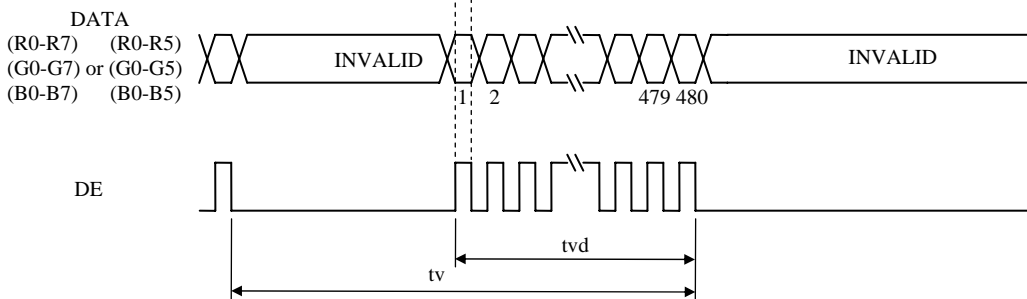 DATA
(R0-R7) (R0-R5)
(G0-G7) or (G0-G5)
(B0-B7) (B0-B5)
INVALID
INVALID
1 2 479 480
DE
tvd
tv